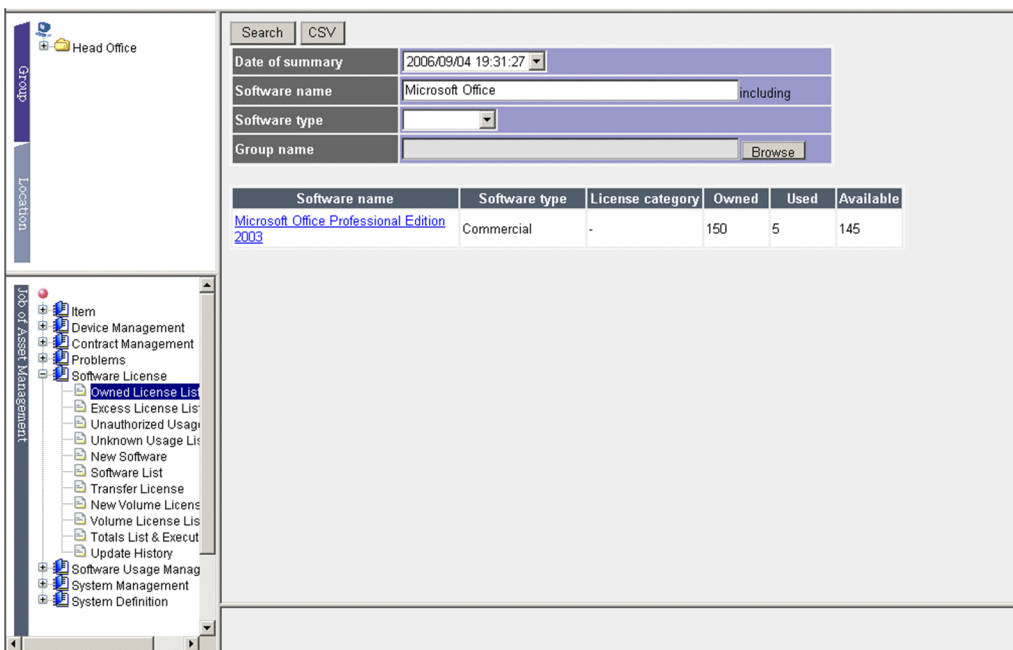 Group
Location
Head Office
Job of Asset Management
Item
Device Management
Contract Management
Problems
Software License
Owned License List
Excess License List
Unauthorized Usag
Unknown Usage Lis
New Software
Software List
Transfer License
New Volume Licens
Volume License Lis
Totals List & Execut
Update History
Software Usage Manag
System Management
System Definition
Search CSV
Date of summary 2006/09/04 19:31:27
Software name Microsoft Office including
Software type
Group name Browse
Software name Software type License category Owned Used Available
Microsoft Office Professional Edition
2003 Commercial - 150 5 145